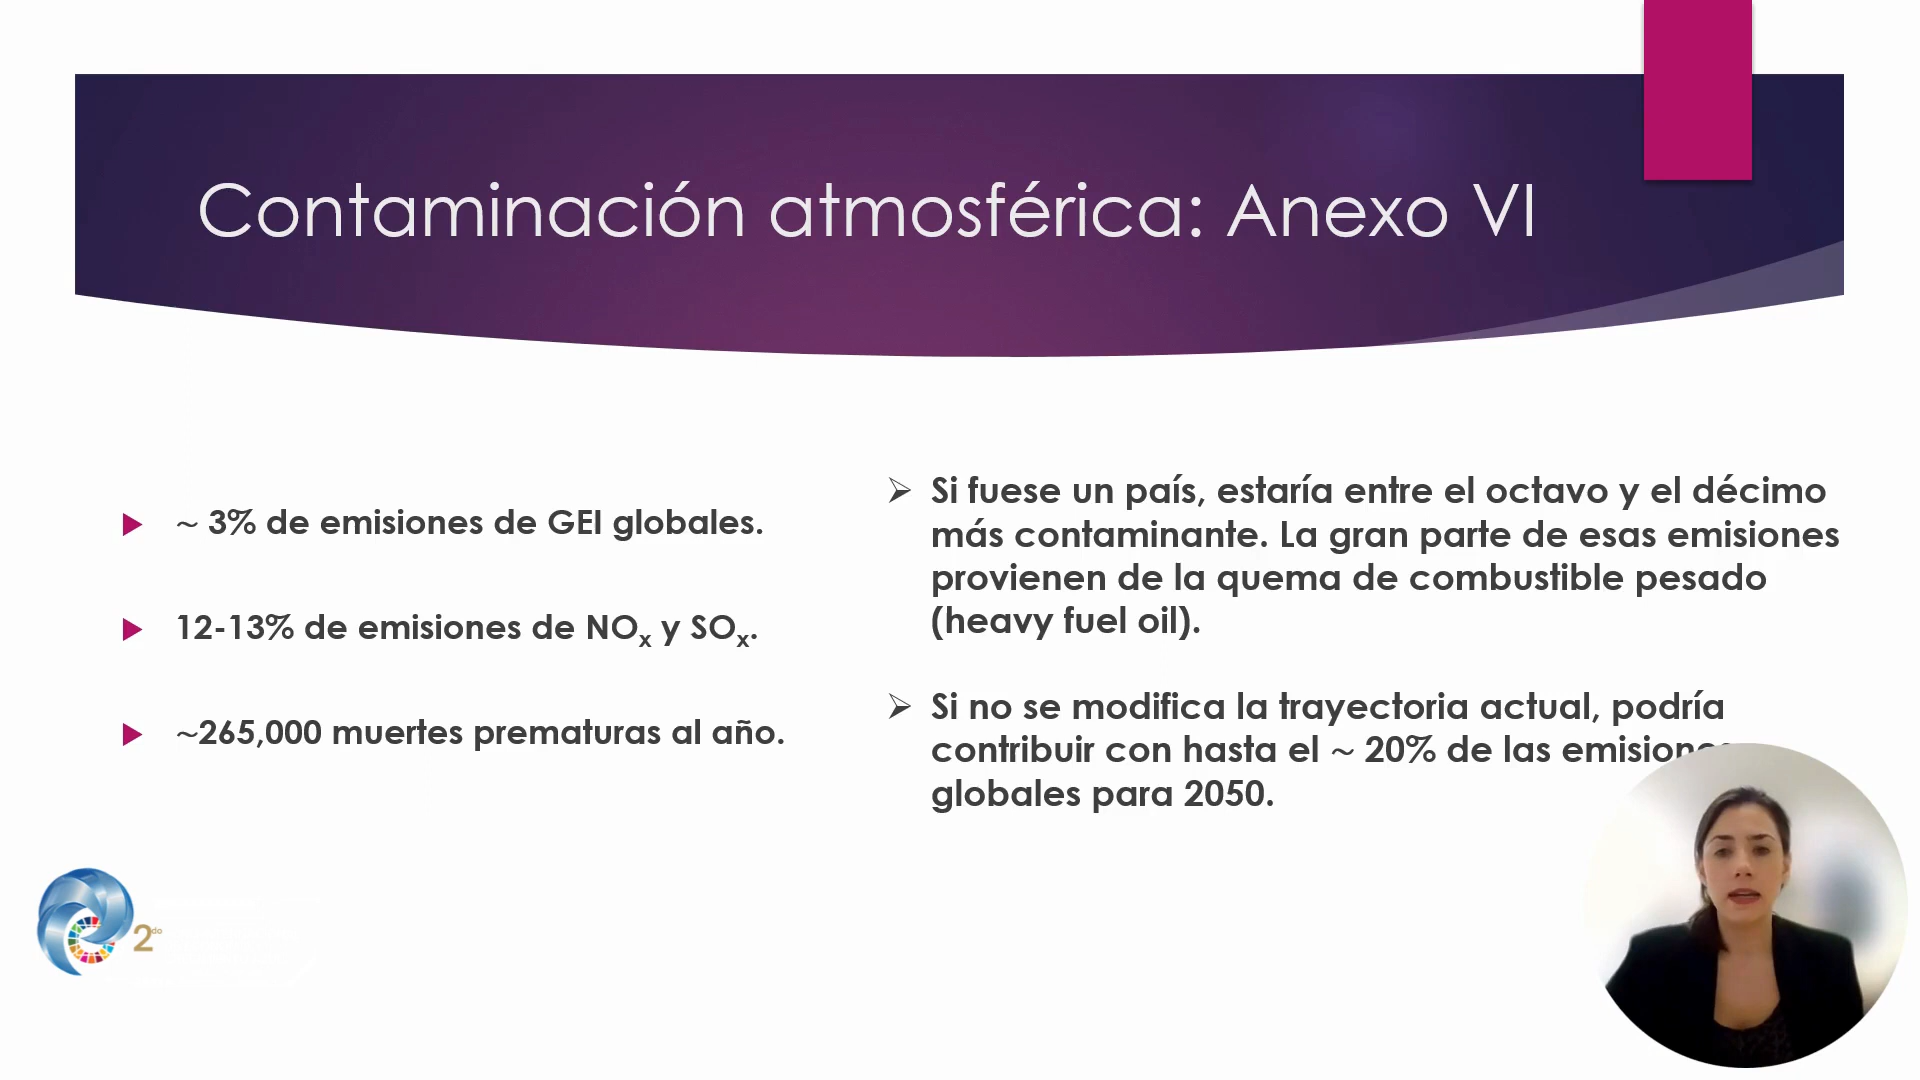 Contaminación atmosférica: Anexo VI
~ 3% de emisiones de GEI globales.
12-13% de emisiones de NOx y SOx.
~265,000 muertes prematuras al año.
Si fuese un país, estaría entre el octavo y el décimo
más contaminante. La gran parte de esas emisiones
provienen de la quema de combustible pesado
(heavy fuel oil).
Si no se modifica la trayectoria actual, podría
contribuir con hasta el ~ 20% de las emisiones
globales para 2050.
2do